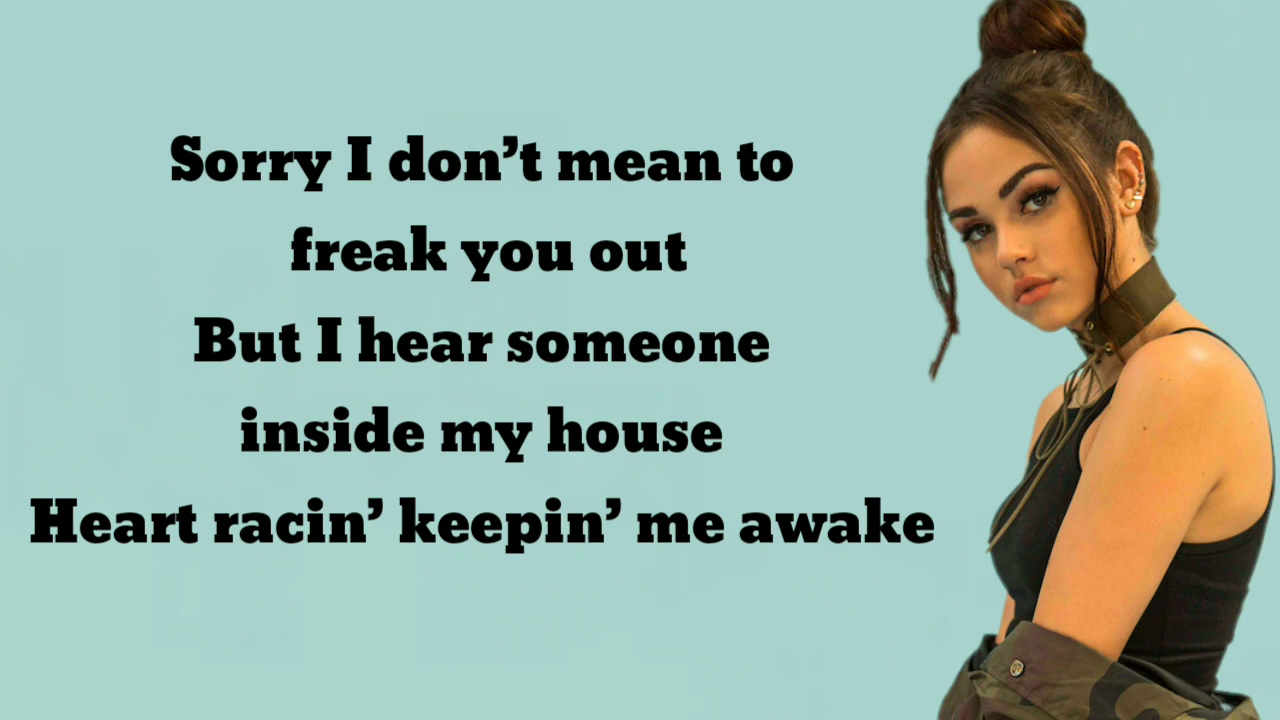 Sorry I don’t mean to
freak you out
But I hear someone
inside my house
Heart racin’ keepin’ me awake